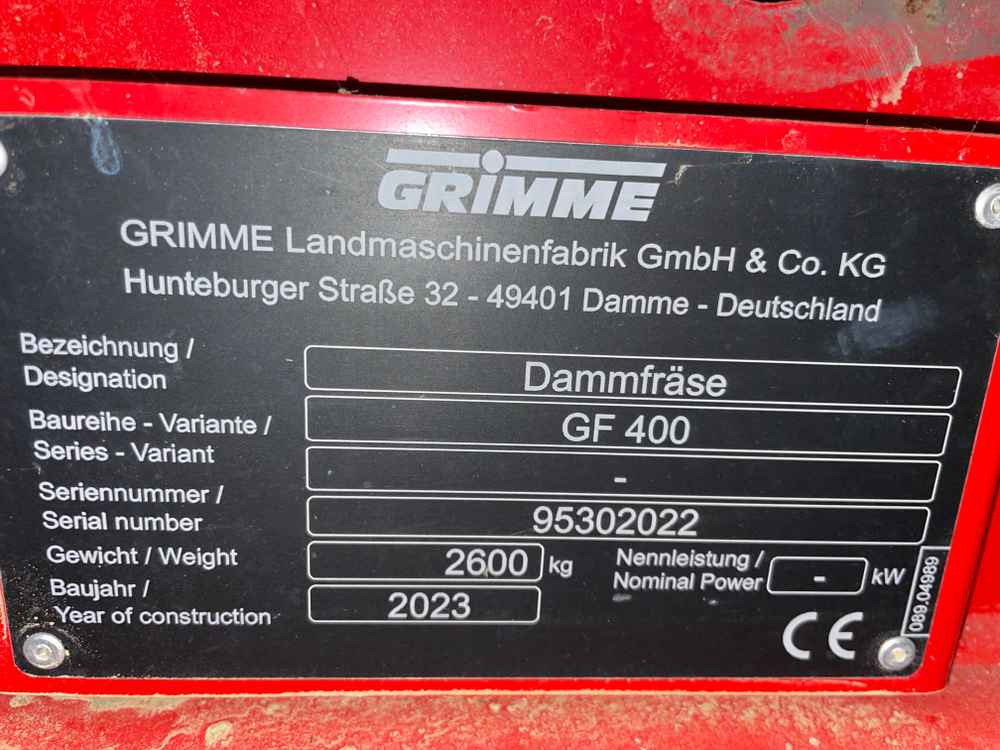 GRIMME
GRIMME Landmaschinenfabrik GmbH & Co. KG
Hunteburger Straße 32 - 49401 Damme - Deutschland
Bezeichnung /
Designation
Dammfräse
Baureihe - Variante /
Series - Variant
GF 400
-
Seriennummer /
Serial number
95302022
Gewicht / Weight
2600 kg
Nennleistung /
Nominal Power
- kW
Baujahr /
Year of construction
2023
CE
089.04989